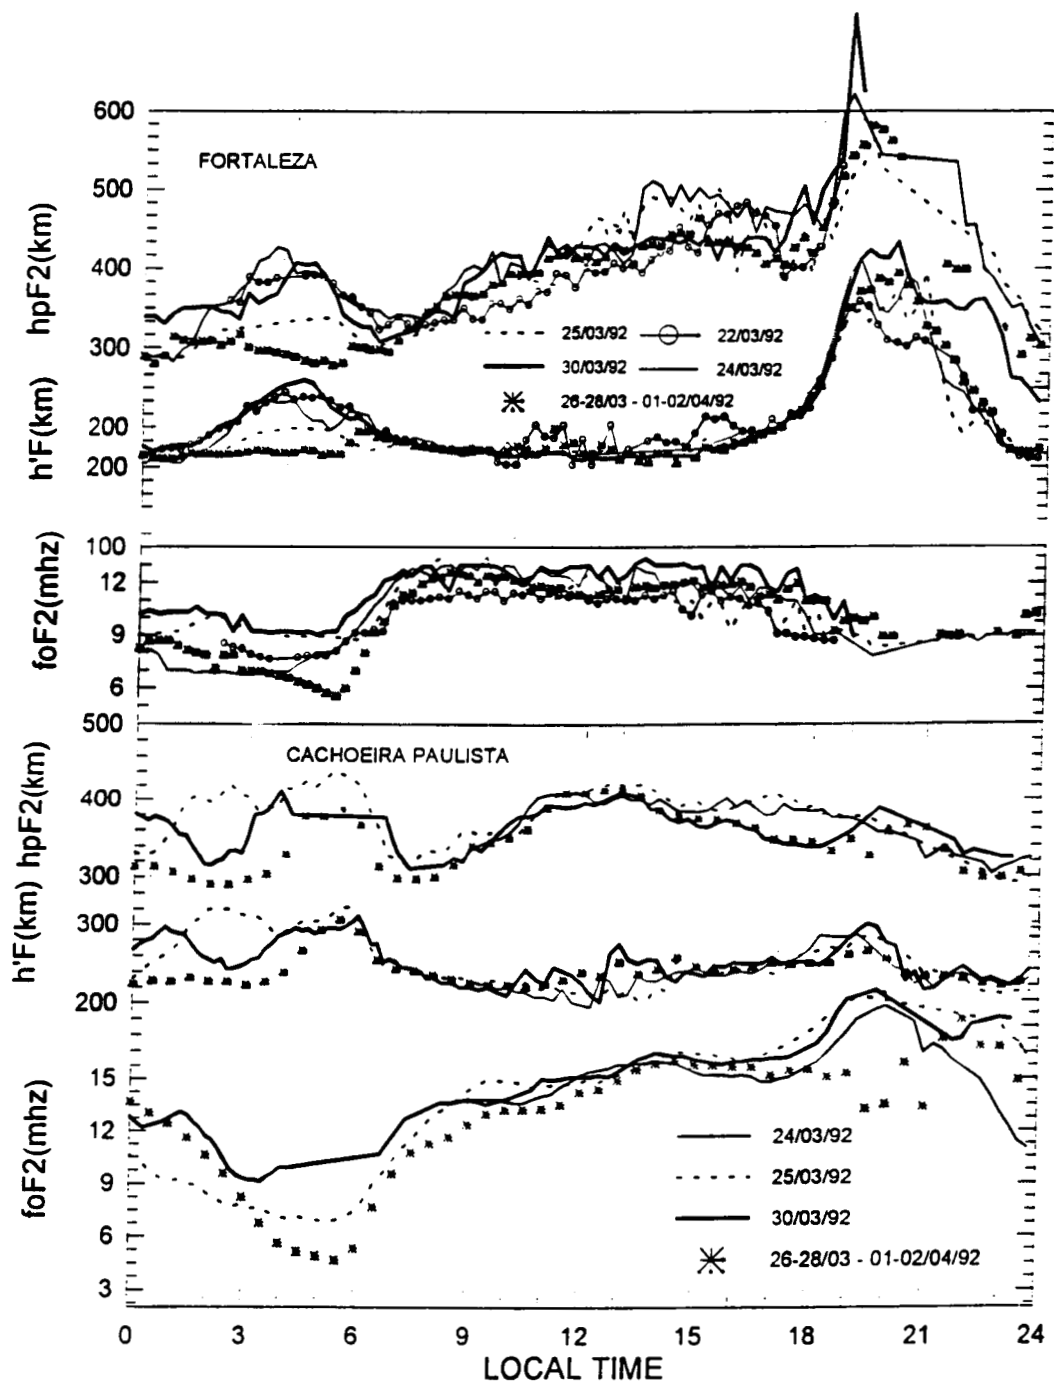 600
FORTALEZA
500
hpF2(km)
400
25/03/92
22/03/92
300
30/03/92
24/03/92
26-28/03 - 01-02/04/92
h'F(km)
200
200
foF2(mhz)
100
12
9
6
500
CACHOEIRA PAULISTA
hpF2(km)
400
300
h'F(km)
300
200
foF2(mhz)
15
12
9
6
3
24/03/92
25/03/92
30/03/92
26-28/03 - 01-02/04/92
0 3 6 9 12 15 18 21 24
LOCAL TIME